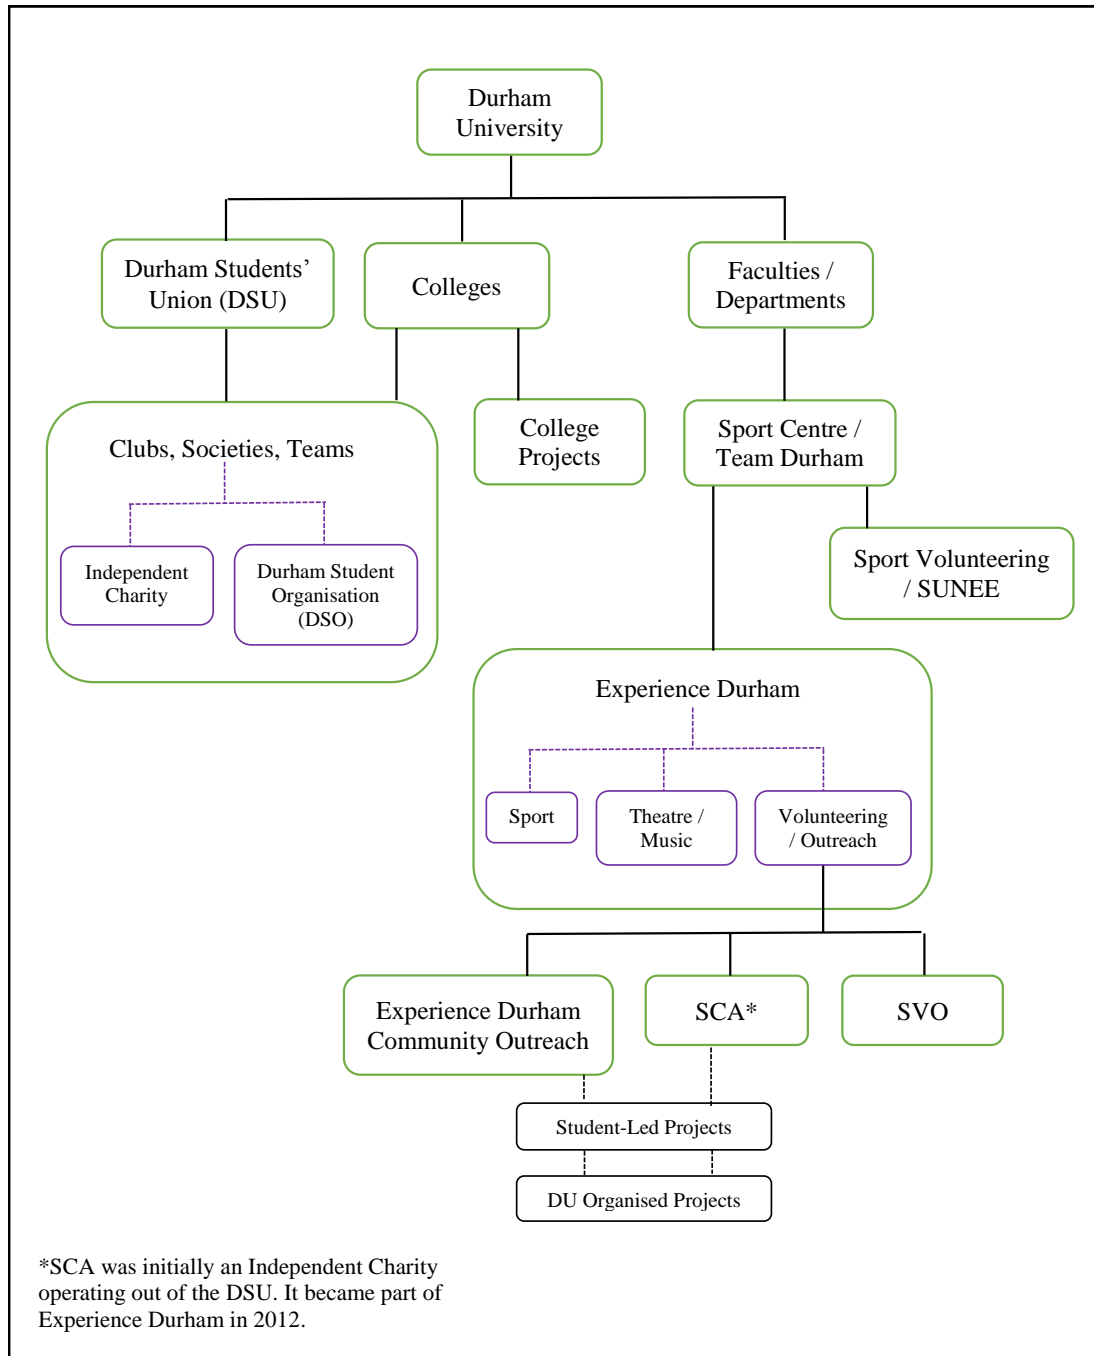 Durham
University
Durham Students’
Union (DSU)
Colleges
Faculties /
Departments
Clubs, Societies, Teams
Independent
Charity
Durham Student
Organisation
(DSO)
College
Projects
Sport Centre /
Team Durham
Sport Volunteering
/ SUNEE
Experience Durham
Sport
Theatre /
Music
Volunteering
/ Outreach
Experience Durham
Community Outreach
SCA*
SVO
Student-Led Projects
DU Organised Projects
*SCA was initially an Independent Charity
operating out of the DSU. It became part of
Experience Durham in 2012.